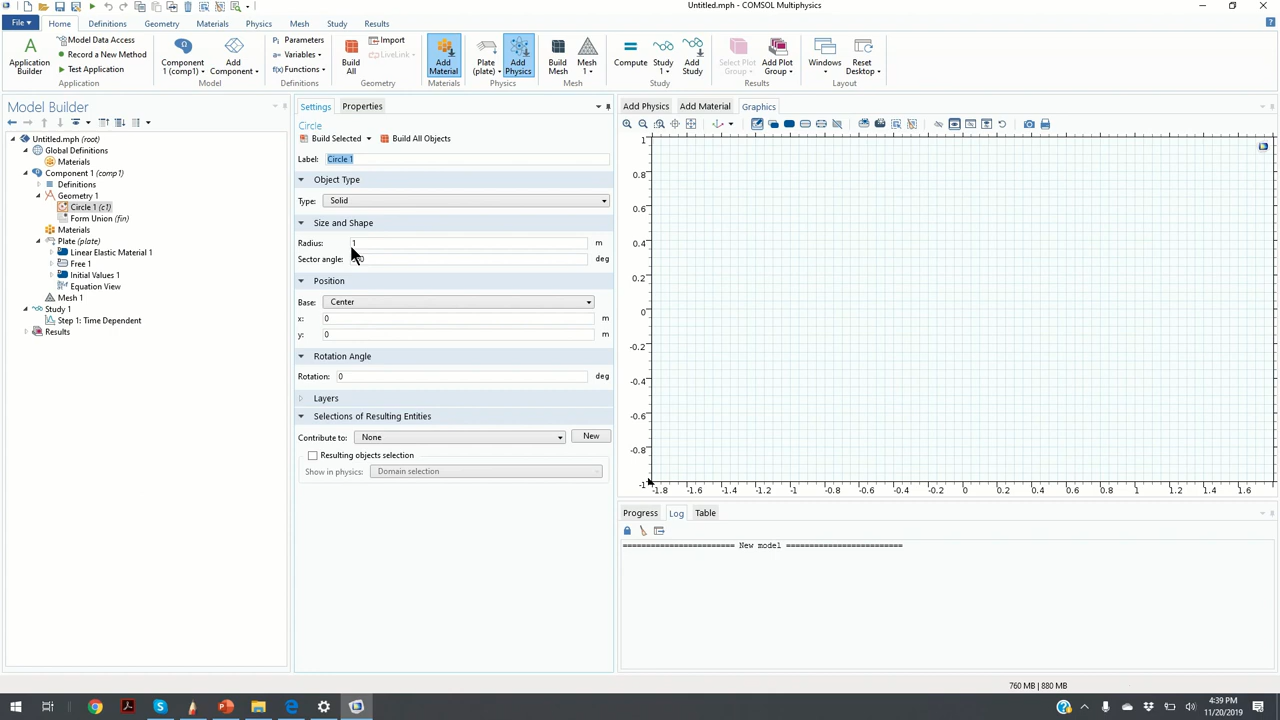 Untitled.mph - COMSOL Multiphysics
File Home Definitions Geometry Materials Physics Mesh Study Results
Application Builder
Model Data Access
Record a New Method
Test Application
Application
Component 1 (comp1)
Add Component
Model
Pi Parameters
Variables
f(x) Functions
Definitions
Build All
Import
LiveLink
Geometry
Add Material
Materials
Plate (plate)
Add Physics
Physics
Build Mesh
Mesh 1
Mesh
Compute
Study 1
Add Study
Study
Select Plot Group
Add Plot Group
Results
Windows
Reset Desktop
Layout
Model Builder
Untitled.mph (root)
Global Definitions
Materials
Component 1 (comp1)
Definitions
Geometry 1
Circle 1 (c1)
Form Union (fin)
Materials
Plate (plate)
Linear Elastic Material 1
Free 1
Initial Values 1
Equation View
Mesh 1
Study 1
Step 1: Time Dependent
Results
Settings Properties
Circle
Build Selected Build All Objects
Label: Circle 1
Object Type
Type: Solid
Size and Shape
Radius: 1 m
Sector angle: deg
Position
Base: Center
x: 0 m
y: 0 m
Rotation Angle
Rotation: 0 deg
Layers
Selections of Resulting Entities
Contribute to: None New
Resulting objects selection
Show in physics: Domain selection
Add Physics Add Material Graphics
1
0.8
0.6
0.4
0.2
0
-0.2
-0.4
-0.6
-0.8
-1
-1.8 -1.6 -1.4 -1.2 -1 -0.8 -0.6 -0.4 -0.2 0 0.2 0.4 0.6 0.8 1 1.2 1.4 1.6
Progress Log Table
======================== New model ==========================
760 MB | 880 MB
4:39 PM
11/20/2019